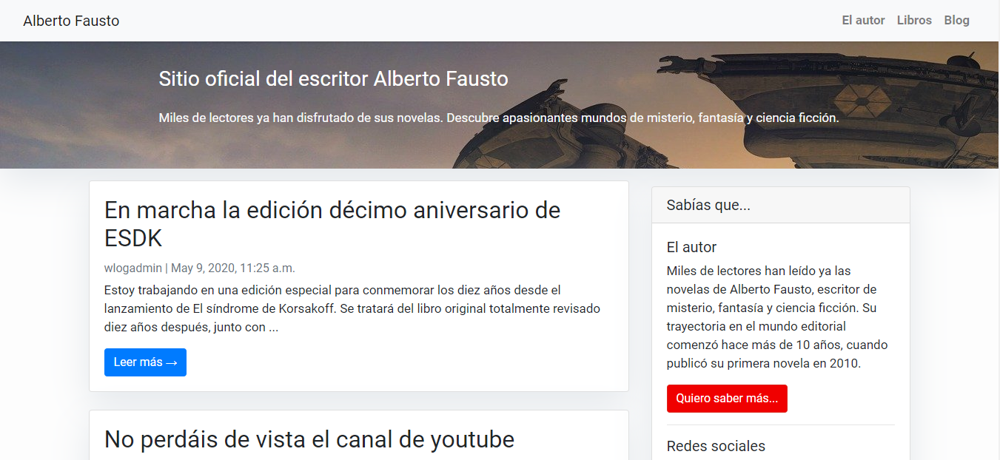 Alberto Fausto
El autor Libros Blog
Sitio oficial del escritor Alberto Fausto
Miles de lectores ya han disfrutado de sus novelas. Descubre apasionantes mundos de misterio, fantasía y ciencia ficción.
En marcha la edición décimo aniversario de
ESDK
wlogadmin | May 9, 2020, 11:25 a.m.
Estoy trabajando en una edición especial para conmemorar los diez años desde el
lanzamiento de El síndrome de Korsakoff. Se tratará del libro original totalmente revisado
diez años después, junto con ...
Leer más →
No perdáis de vista el canal de youtube
Sabías que...
El autor
Miles de lectores han leído ya las
novelas de Alberto Fausto, escritor de
misterio, fantasía y ciencia ficción. Su
trayectoria en el mundo editorial
comenzó hace más de 10 años, cuando
publicó su primera novela en 2010.
Quiero saber más...
Redes sociales